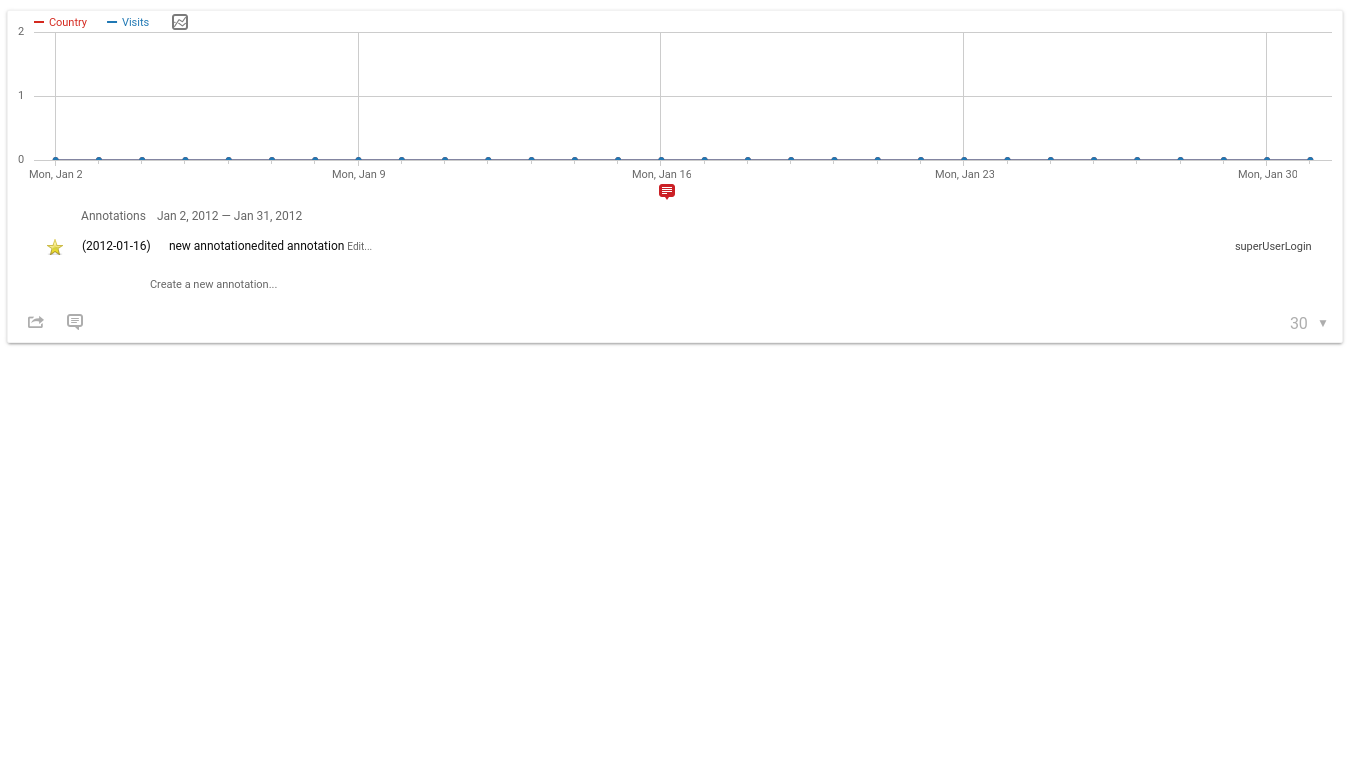 Country Visits
2
1
0
Mon, Jan 2 Mon, Jan 9 Mon, Jan 16 Mon, Jan 23 Mon, Jan 30
Annotations Jan 2, 2012 — Jan 31, 2012
(2012-01-16) new annotationedited annotation Edit... superUserLogin
Create a new annotation...
30